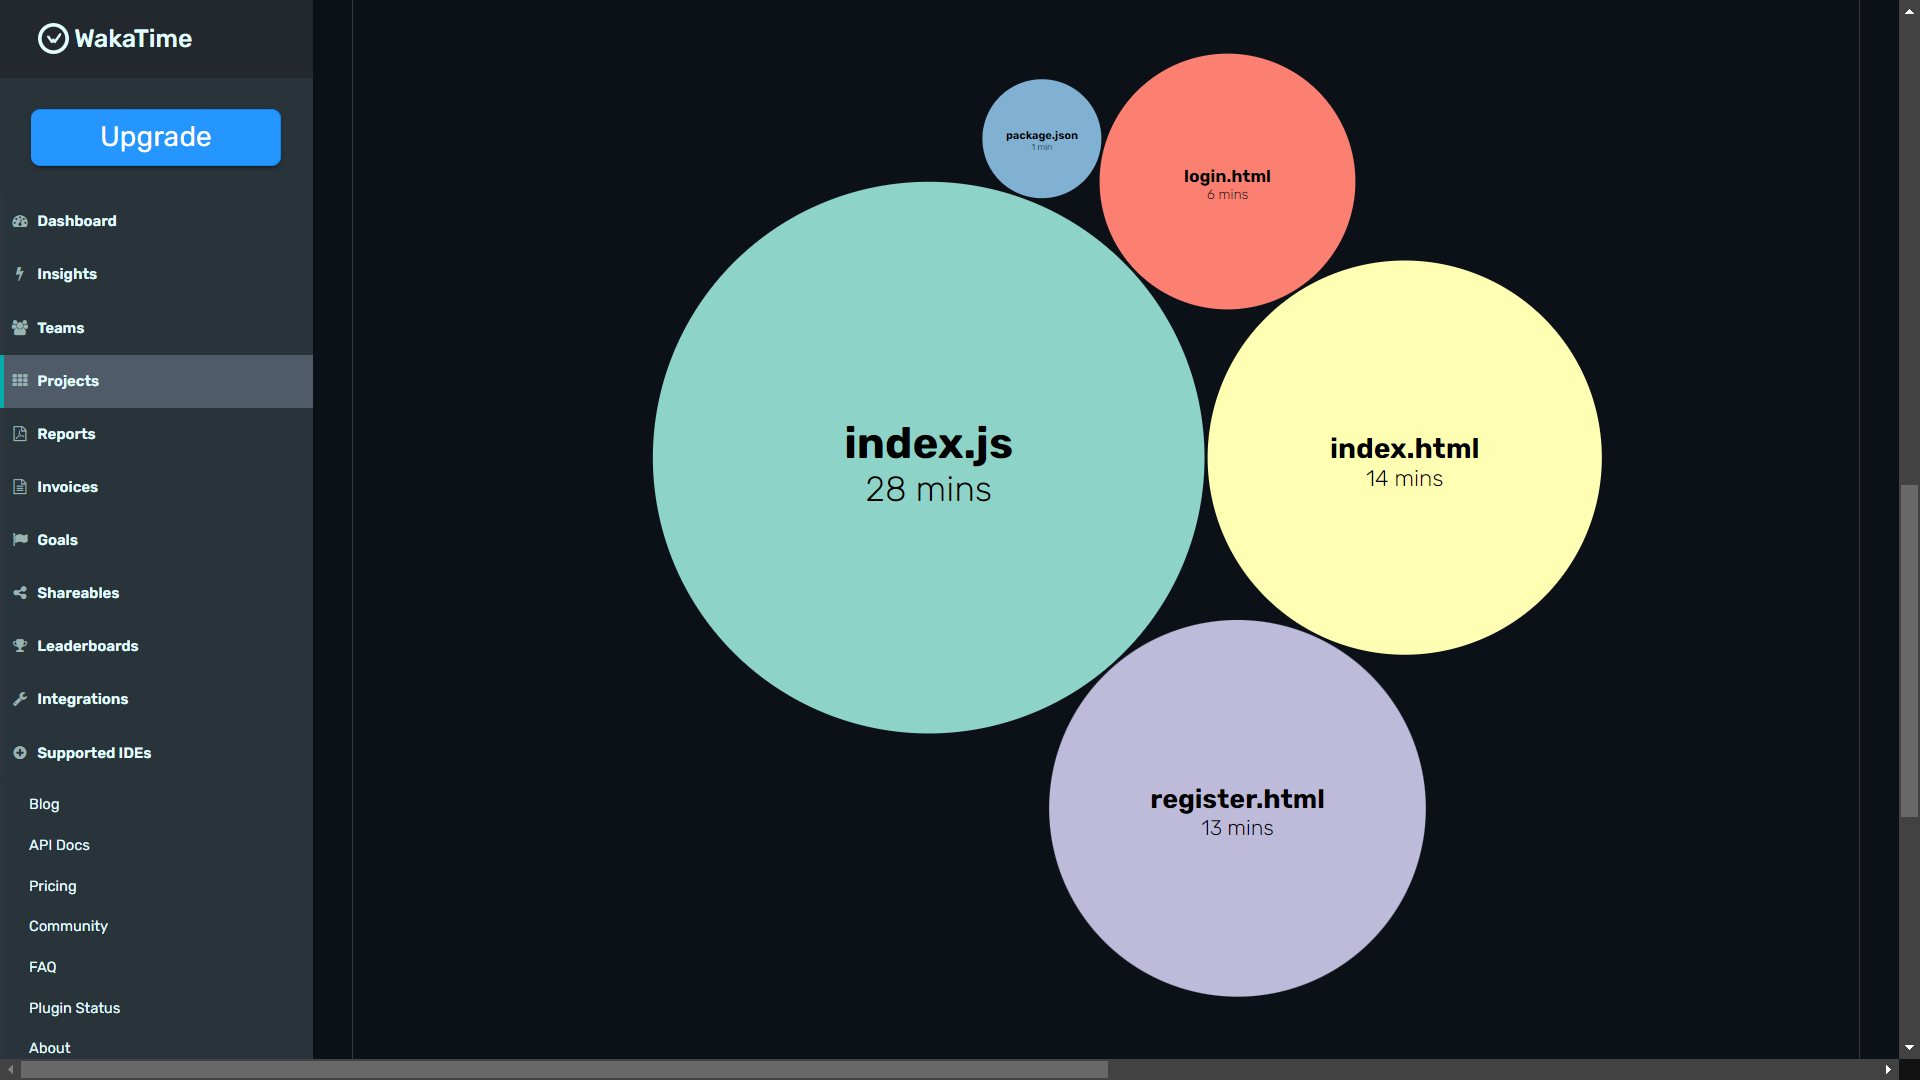 WakaTime
Upgrade
Dashboard
Insights
Teams
Projects
Reports
Invoices
Goals
Shareables
Leaderboards
Integrations
Supported IDEs
Blog
API Docs
Pricing
Community
FAQ
Plugin Status
About
package.json
1 min
login.html
6 mins
index.js
28 mins
index.html
14 mins
register.html
13 mins